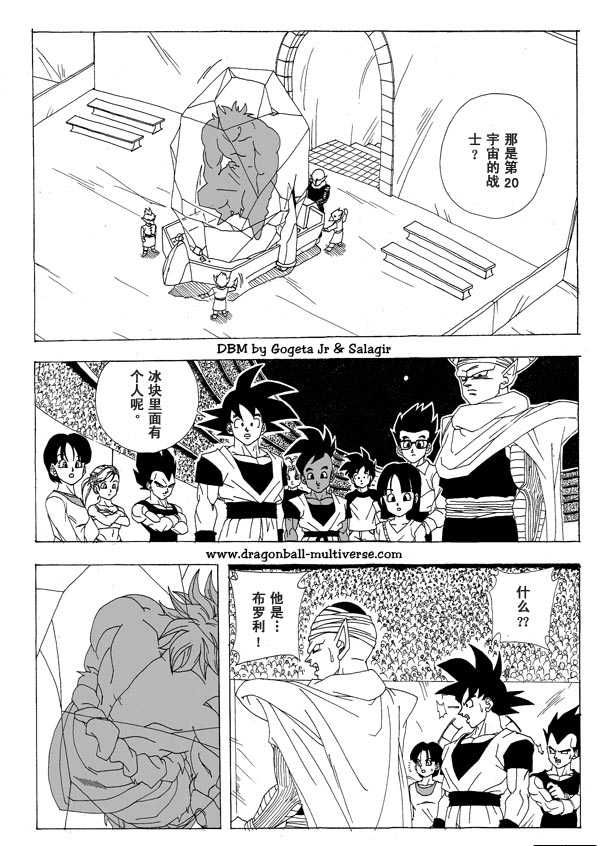 那是第20
宇宙的战
士？
DBM by Gogeta Jr & Salagir
冰块里面有
个人呢。
www.dragonball-multiverse.com
他是…
布罗利！
什么??